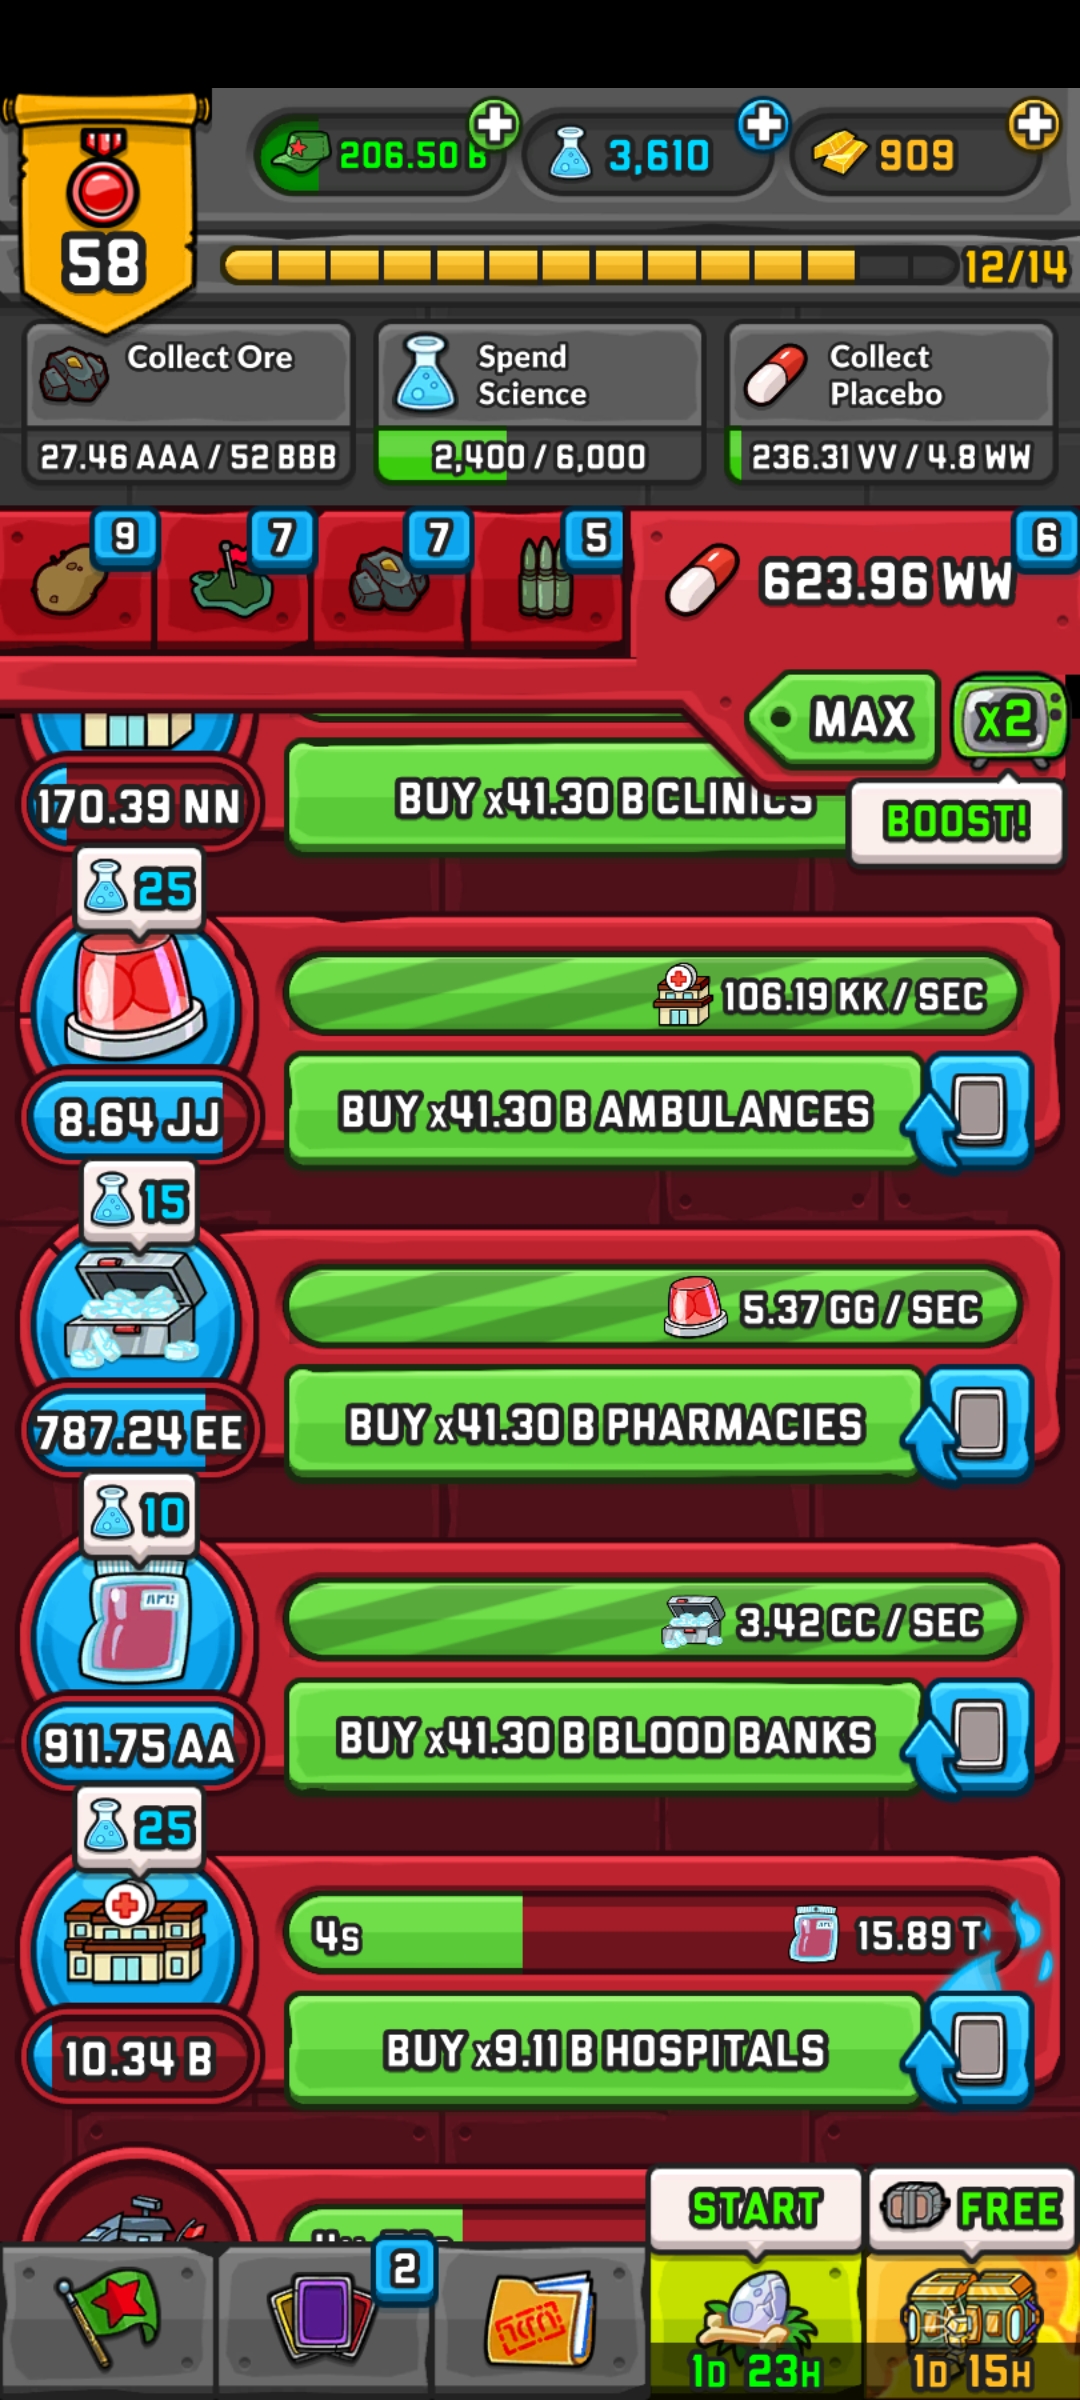 58
206.50 B
3,610
909
12/14
Collect Ore
27.46 AAA / 52 BBB
Spend
Science
2,400 / 6,000
Collect
Placebo
236.31 VV / 4.8 WW
9
7
7
5
6
623.96 WW
MAX
x2
BOOST!
170.39 NN
BUY x41.30 B CLINICS
25
106.19 KK / SEC
8.64 JJ
BUY x41.30 B AMBULANCES
15
5.37 GG / SEC
787.24 EE
BUY x41.30 B PHARMACIES
10
3.42 CC / SEC
911.75 AA
BUY x41.30 B BLOOD BANKS
25
4s
15.89 T
10.34 B
BUY x9.11 B HOSPITALS
START
FREE
2
1D 23H
1D 15H